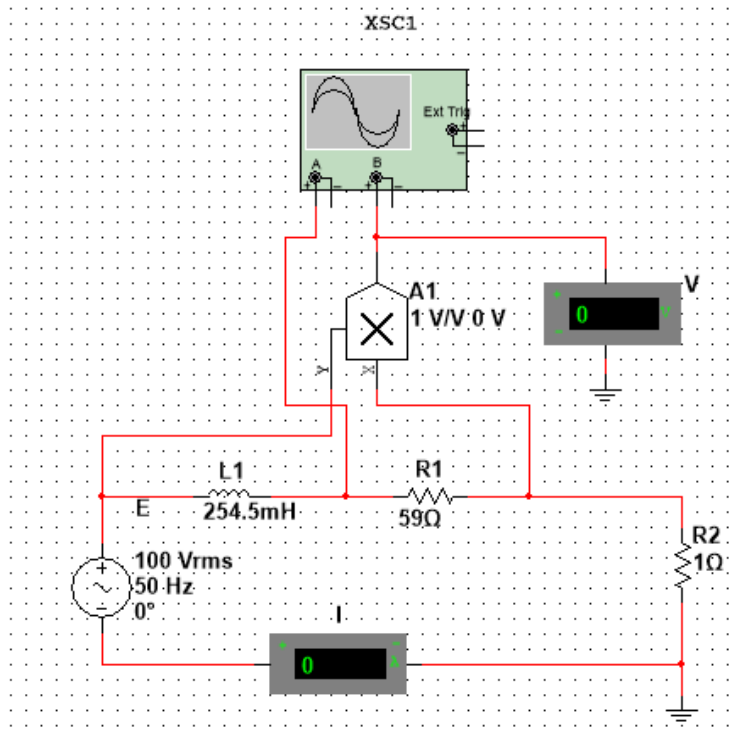 XSC1
Ext Trig
+
−
A
B
+ − + −
A1
1 V/V 0 V
V
+
0 V
−
Y X
L1
254.5mH
R1
59Ω
E
R2
1Ω
100 Vrms
50 Hz
0°
+
−
I
+ −
0 A